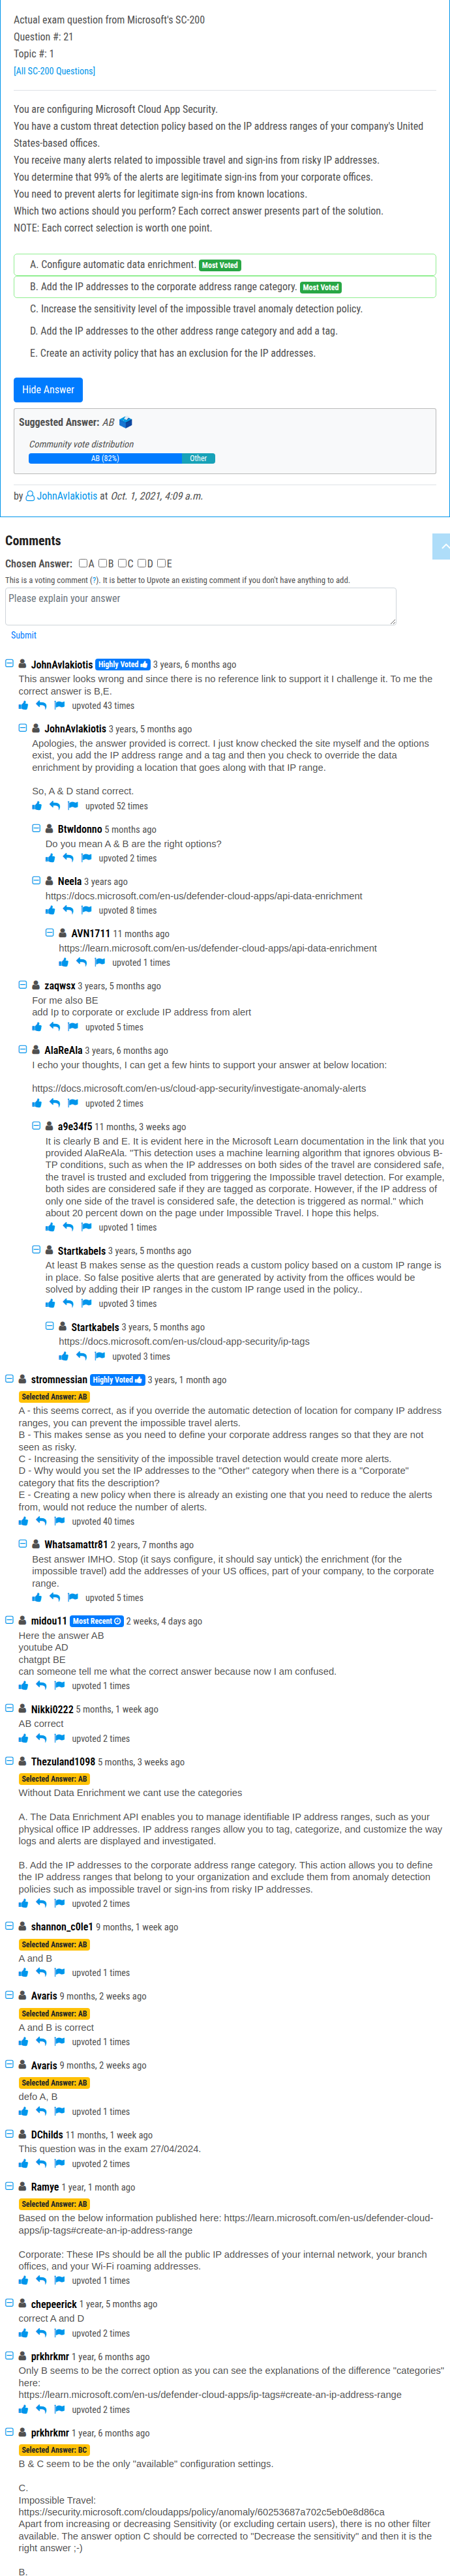 Actual exam question from Microsoft's SC-200
Question #: 21
Topic #: 1
[All SC-200 Questions]
You are configuring Microsoft Cloud App Security.
You have a custom threat detection policy based on the IP address ranges of your company's United
States-based offices.
You receive many alerts related to impossible travel and sign-ins from risky IP addresses.
You determine that 99% of the alerts are legitimate sign-ins from your corporate offices.
You need to prevent alerts for legitimate sign-ins from known locations.
Which two actions should you perform? Each correct answer presents part of the solution.
NOTE: Each correct selection is worth one point.
A. Configure automatic data enrichment. Most Voted
B. Add the IP addresses to the corporate address range category. Most Voted
C. Increase the sensitivity level of the impossible travel anomaly detection policy.
D. Add the IP addresses to the other address range category and add a tag.
E. Create an activity policy that has an exclusion for the IP addresses.
Hide Answer
Suggested Answer: AB
Community vote distribution
AB (82%) Other
by JohnAvlakiotis at Oct. 1, 2021, 4:09 a.m.
Comments
Chosen Answer: A B C D E
This is a voting comment (?). It is better to Upvote an existing comment if you don't have anything to add.
Please explain your answer
Submit
JohnAvlakiotis Highly Voted 3 years, 6 months ago
This answer looks wrong and since there is no reference link to support it I challenge it. To me the
correct answer is B,E.
upvoted 43 times
JohnAvlakiotis 3 years, 5 months ago
Apologies, the answer provided is correct. I just know checked the site myself and the options
exist, you add the IP address range and a tag and then you check to override the data
enrichment by providing a location that goes along with that IP range.
So, A & D stand correct.
upvoted 52 times
Btwldonno 5 months ago
Do you mean A & B are the right options?
upvoted 2 times
Neela 3 years ago
https://docs.microsoft.com/en-us/defender-cloud-apps/api-data-enrichment
upvoted 8 times
AVN1711 11 months ago
https://learn.microsoft.com/en-us/defender-cloud-apps/api-data-enrichment
upvoted 1 times
zaqwsx 3 years, 5 months ago
For me also BE
add Ip to corporate or exclude IP address from alert
upvoted 5 times
AlaReAla 3 years, 6 months ago
I echo your thoughts, I can get a few hints to support your answer at below location:
https://docs.microsoft.com/en-us/cloud-app-security/investigate-anomaly-alerts
upvoted 2 times
a9e34f5 11 months, 3 weeks ago
It is clearly B and E. It is evident here in the Microsoft Learn documentation in the link that you
provided AlaReAla. "This detection uses a machine learning algorithm that ignores obvious B-
TP conditions, such as when the IP addresses on both sides of the travel are considered safe,
the travel is trusted and excluded from triggering the Impossible travel detection. For example,
both sides are considered safe if they are tagged as corporate. However, if the IP address of
only one side of the travel is considered safe, the detection is triggered as normal." which
about 20 percent down on the page under Impossible Travel. I hope this helps.
upvoted 1 times
Startkabels 3 years, 5 months ago
At least B makes sense as the question reads a custom policy based on a custom IP range is
in place. So false positive alerts that are generated by activity from the offices would be
solved by adding their IP ranges in the custom IP range used in the policy..
upvoted 3 times
Startkabels 3 years, 5 months ago
https://docs.microsoft.com/en-us/cloud-app-security/ip-tags
upvoted 3 times
stromnessian Highly Voted 3 years, 1 month ago
Selected Answer: AB
A - this seems correct, as if you override the automatic detection of location for company IP address
ranges, you can prevent the impossible travel alerts.
B - This makes sense as you need to define your corporate address ranges so that they are not
seen as risky.
C - Increasing the sensitivity of the impossible travel detection would create more alerts.
D - Why would you set the IP addresses to the "Other" category when there is a "Corporate"
category that fits the description?
E - Creating a new policy when there is already an existing one that you need to reduce the alerts
from, would not reduce the number of alerts.
upvoted 40 times
Whatsamattr81 2 years, 7 months ago
Best answer IMHO. Stop (it says configure, it should say untick) the enrichment (for the
impossible travel) add the addresses of your US offices, part of your company, to the corporate
range.
upvoted 5 times
midou11 Most Recent 2 weeks, 4 days ago
Here the answer AB
youtube AD
chatgpt BE
can someone tell me what the correct answer because now I am confused.
upvoted 1 times
Nikki0222 5 months, 1 week ago
AB correct
upvoted 2 times
Thezuland1098 5 months, 3 weeks ago
Selected Answer: AB
Without Data Enrichment we cant use the categories
A. The Data Enrichment API enables you to manage identifiable IP address ranges, such as your
physical office IP addresses. IP address ranges allow you to tag, categorize, and customize the way
logs and alerts are displayed and investigated.
B. Add the IP addresses to the corporate address range category. This action allows you to define
the IP address ranges that belong to your organization and exclude them from anomaly detection
policies such as impossible travel or sign-ins from risky IP addresses.
upvoted 2 times
shannon_c0le1 9 months, 1 week ago
Selected Answer: AB
A and B
upvoted 1 times
Avaris 9 months, 2 weeks ago
Selected Answer: AB
A and B is correct
upvoted 1 times
Avaris 9 months, 2 weeks ago
Selected Answer: AB
defo A, B
upvoted 1 times
DChilds 11 months, 1 week ago
This question was in the exam 27/04/2024.
upvoted 2 times
Ramye 1 year, 1 month ago
Selected Answer: AB
Based on the below information published here: https://learn.microsoft.com/en-us/defender-cloud-
apps/ip-tags#create-an-ip-address-range
Corporate: These IPs should be all the public IP addresses of your internal network, your branch
offices, and your Wi-Fi roaming addresses.
upvoted 1 times
chepeerick 1 year, 5 months ago
correct A and D
upvoted 2 times
prkhrkmr 1 year, 6 months ago
Only B seems to be the correct option as you can see the explanations of the difference "categories"
here:
https://learn.microsoft.com/en-us/defender-cloud-apps/ip-tags#create-an-ip-address-range
upvoted 2 times
prkhrkmr 1 year, 6 months ago
Selected Answer: BC
B & C seem to be the only "available" configuration settings.
C.
Impossible Travel:
https://security.microsoft.com/cloudapps/policy/anomaly/60253687a702c5eb0e8d86ca
Apart from increasing or decreasing Sensitivity (or excluding certain users), there is no other filter
available. The answer option C should be corrected to "Decrease the sensitivity" and then it is the
right answer ;-)
B.